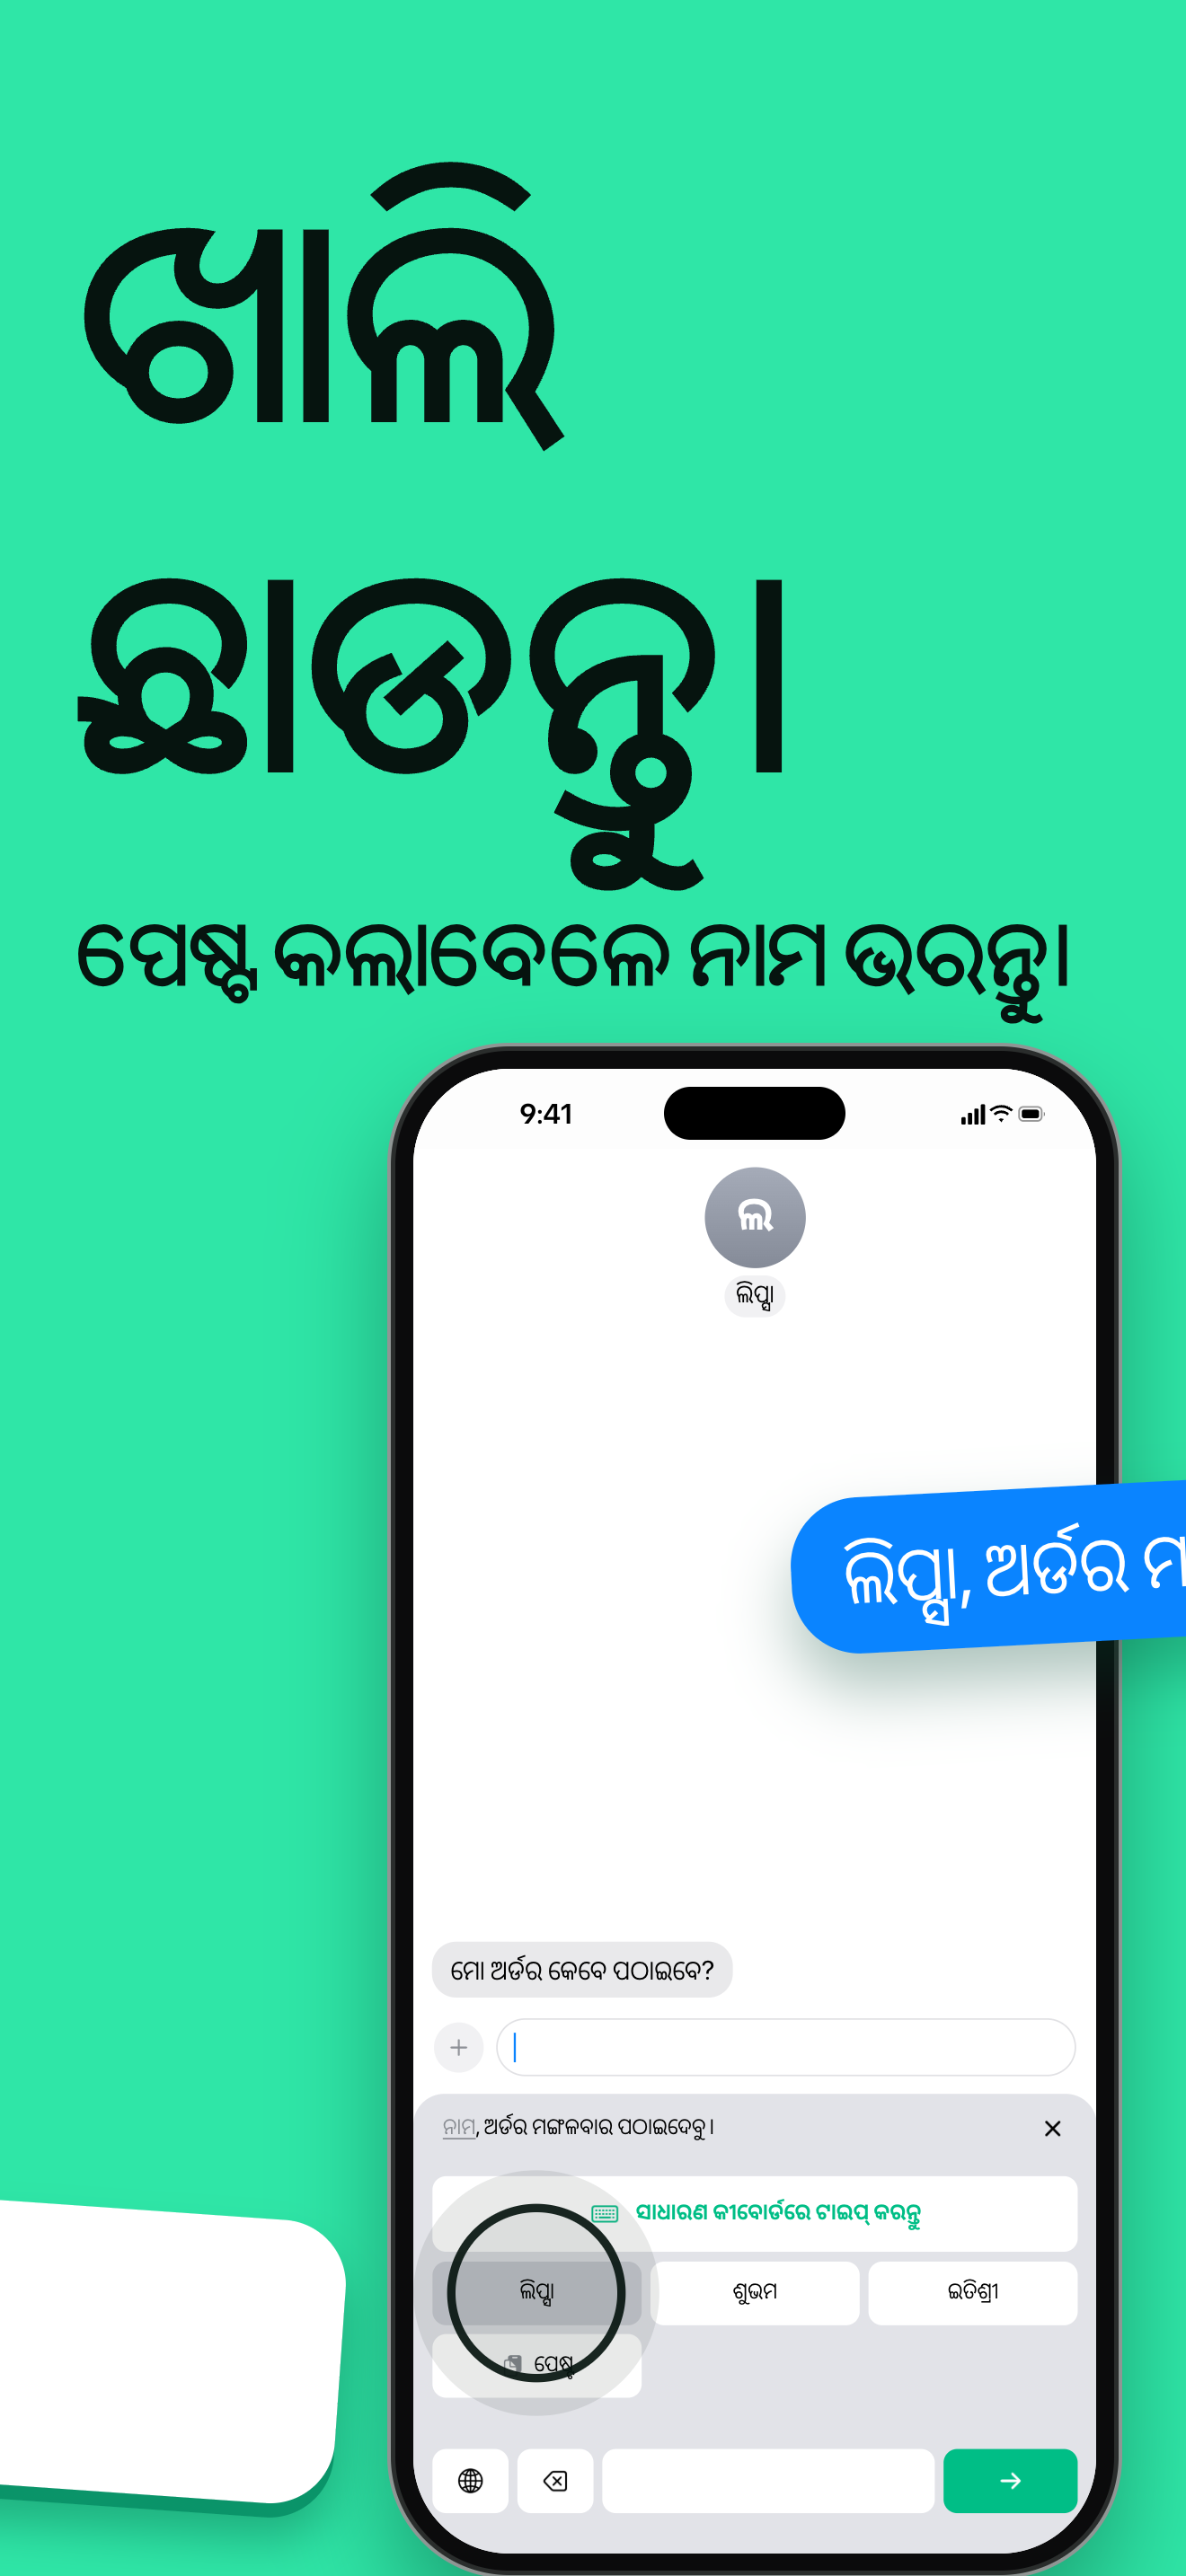 ଖାଲି
ଛାଡନ୍ତୁ।
ପେଷ୍ଟ କଲାବେଳେ ନାମ ଭରନ୍ତୁ।
9:41
ଲ
ଲିପ୍ସା
ଲିପ୍ସା, ଅର୍ଡର ମ
ମୋ ଅର୍ଡର କେବେ ପଠାଇବେ?
ନାମ, ଅର୍ଡର ମଙ୍ଗଳବାର ପଠାଇଦେବୁ।
ସାଧାରଣ କୀବୋର୍ଡରେ ଟାଇପ୍ କରନ୍ତୁ
ଲିପ୍ସା
ଶୁଭମ
ଇତିଶ୍ରୀ
ପେଷ୍ଟ